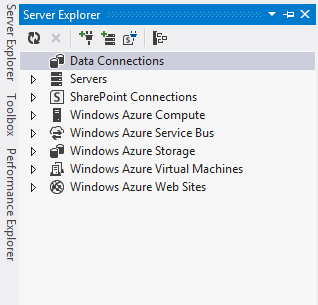 Server Explorer
Toolbox
Performance Explorer
Server Explorer
Data Connections
Servers
SharePoint Connections
Windows Azure Compute
Windows Azure Service Bus
Windows Azure Storage
Windows Azure Virtual Machines
Windows Azure Web Sites